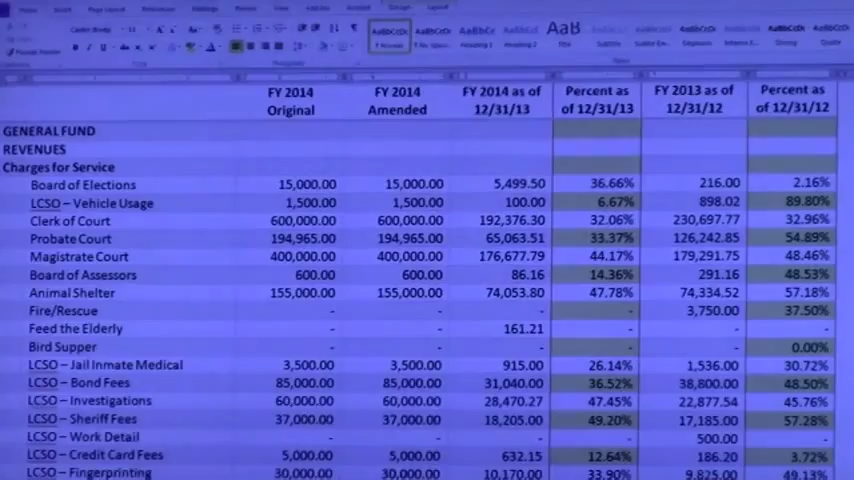 AaBbCcDc AaBbCcDc AaBbCc AaBbCc AaB AaBbCc AaBbCcDc AaBbCcDc AaBbCcDc AaBbCcDc AaBbCcDc
FY 2014 FY 2014 FY 2014 as of Percent as FY 2013 as of Percent as
Original Amended 12/31/13 of 12/31/13 12/31/12 of 12/31/12
GENERAL FUND
REVENUES
Charges for Service
Board of Elections 15,000.00 15,000.00 5,499.50 36.66% 216.00 2.16%
LCSO – Vehicle Usage 1,500.00 1,500.00 100.00 6.67% 898.02 89.80%
Clerk of Court 600,000.00 600,000.00 192,376.30 32.06% 230,697.77 32.96%
Probate Court 194,965.00 194,965.00 65,063.51 33.37% 126,242.85 54.89%
Magistrate Court 400,000.00 400,000.00 176,677.79 44.17% 179,291.75 48.46%
Board of Assessors 600.00 600.00 86.16 14.36% 291.16 48.53%
Animal Shelter 155,000.00 155,000.00 74,053.80 47.78% 74,334.52 57.18%
Fire/Rescue - - - - 3,750.00 37.50%
Feed the Elderly - - 161.21 - - -
Bird Supper - - - - - 0.00%
LCSO – Jail Inmate Medical 3,500.00 3,500.00 915.00 26.14% 1,536.00 30.72%
LCSO – Bond Fees 85,000.00 85,000.00 31,040.00 36.52% 38,800.00 48.50%
LCSO – Investigations 60,000.00 60,000.00 28,470.27 47.45% 22,877.54 45.76%
LCSO – Sheriff Fees 37,000.00 37,000.00 18,205.00 49.20% 17,185.00 57.28%
LCSO – Work Detail - - - - 500.00 -
LCSO – Credit Card Fees 5,000.00 5,000.00 632.15 12.64% 186.20 3.72%
LCSO – Fingerprinting 30,000.00 30,000.00 10,170.00 33.90% 9,825.00 49.13%